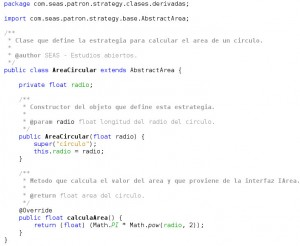 package com.seas.patron.strategy.clases.derivadas;
import com.seas.patron.strategy.base.AbstractArea;
/**
* Clase que define la estrategia para calcular el area de un circulo.
*
* @author SEAS - Estudios abiertos.
*/
public class AreaCircular extends AbstractArea {
private float radio;
/**
* Constructor del objeto que define esta estrategia.
*
* @param radio float longitud del radio del circulo.
*/
public AreaCircular(float radio) {
super("circulo");
this.radio = radio;
}
/**
* Metodo que calcula el valor del area y que proviene de la interfaz IArea.
*
* @return float area del circulo.
*/
@Override
public float calculaArea() {
return (float) (Math.PI * Math.pow(radio, 2));
}
}